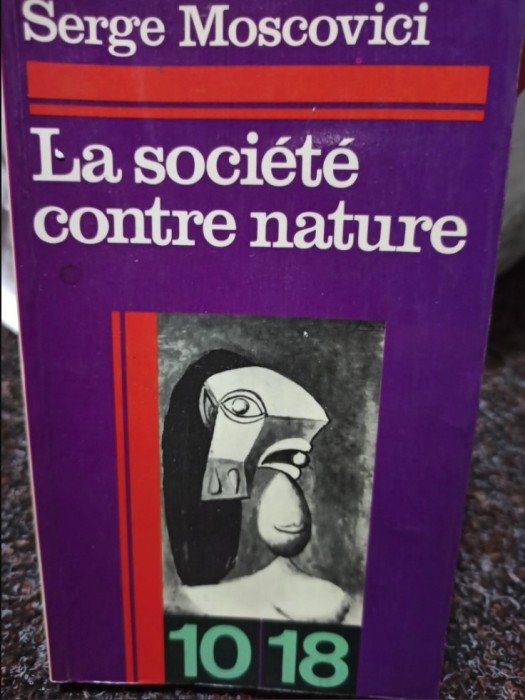 Serge Moscovici
La société
contre nature
10 18